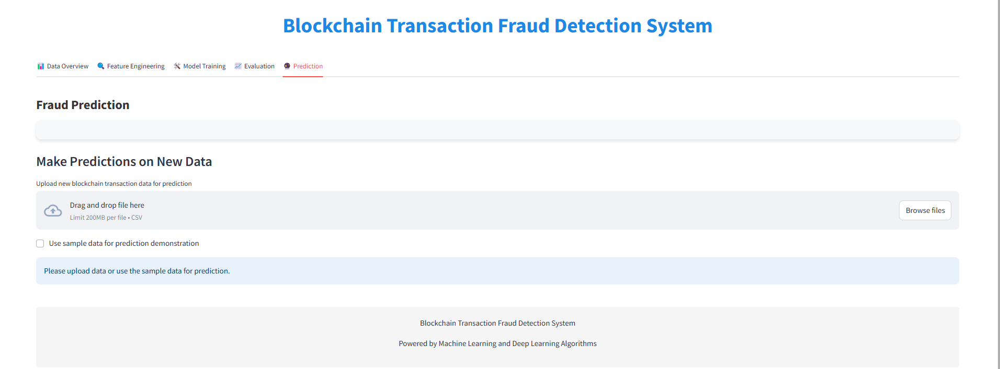 Blockchain Transaction Fraud Detection System
Data Overview Feature Engineering Model Training Evaluation Prediction
Fraud Prediction
Make Predictions on New Data
Upload new blockchain transaction data for prediction
Drag and drop file here
Limit 200MB per file • CSV
Browse files
Use sample data for prediction demonstration
Please upload data or use the sample data for prediction.
Blockchain Transaction Fraud Detection System
Powered by Machine Learning and Deep Learning Algorithms